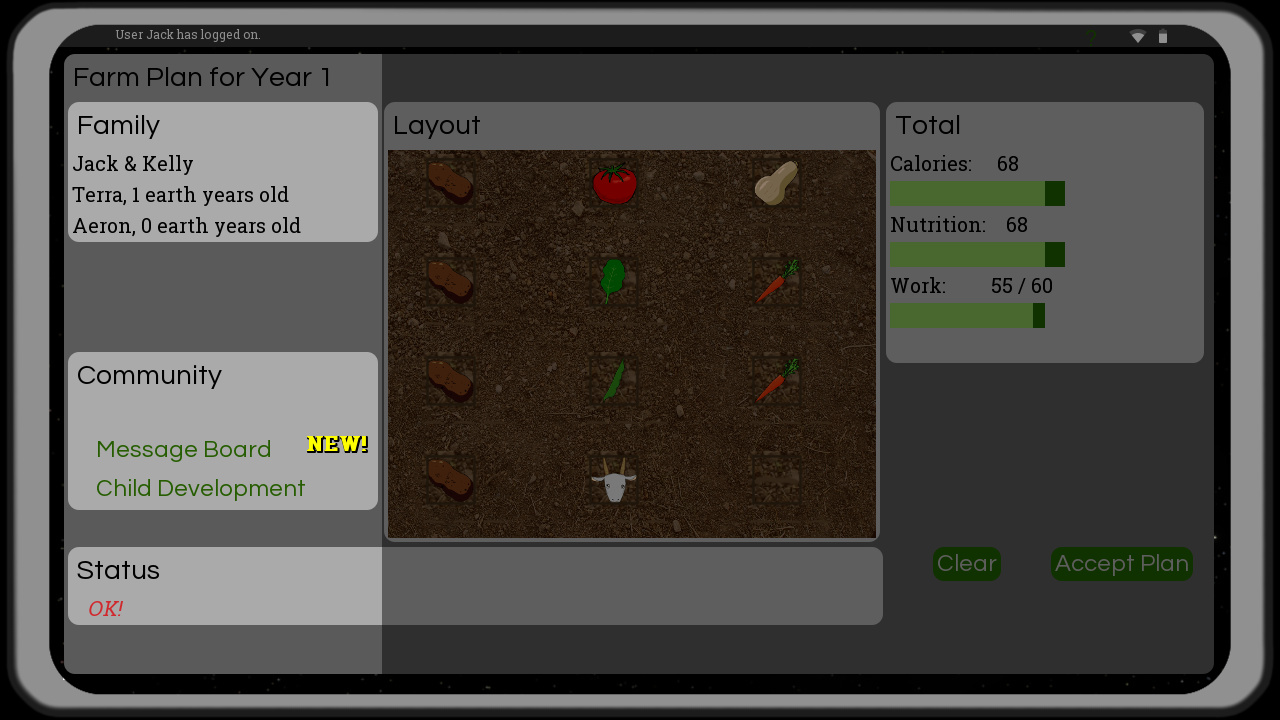 User Jack has logged on.
?
Farm Plan for Year 1
Family
Jack & Kelly
Terra, 1 earth years old
Aeron, 0 earth years old
Community
Message Board NEW!
Child Development
Layout
Total
Calories: 68
Nutrition: 68
Work: 55 / 60
Status
OK!
Clear
Accept Plan